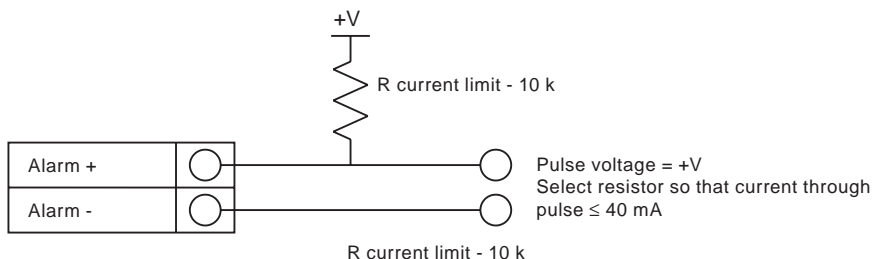 +V
R current limit - 10 k
Alarm +
Pulse voltage = +V
Select resistor so that current through
pulse ≤ 40 mA
Alarm -
R current limit - 10 k